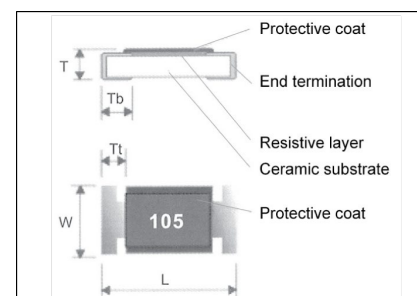 Protective coat
T
End termination
Tb
Resistive layer
Ceramic substrate
Tt
Protective coat
W
105
L